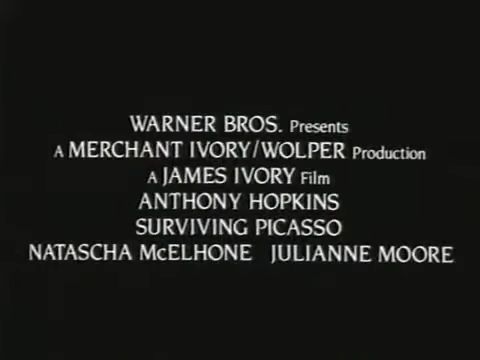 WARNER BROS. Presents
A MERCHANT IVORY/WOLPER Production
A JAMES IVORY Film
ANTHONY HOPKINS
SURVIVING PICASSO
NATASCHA McELHONE JULIANNE MOORE